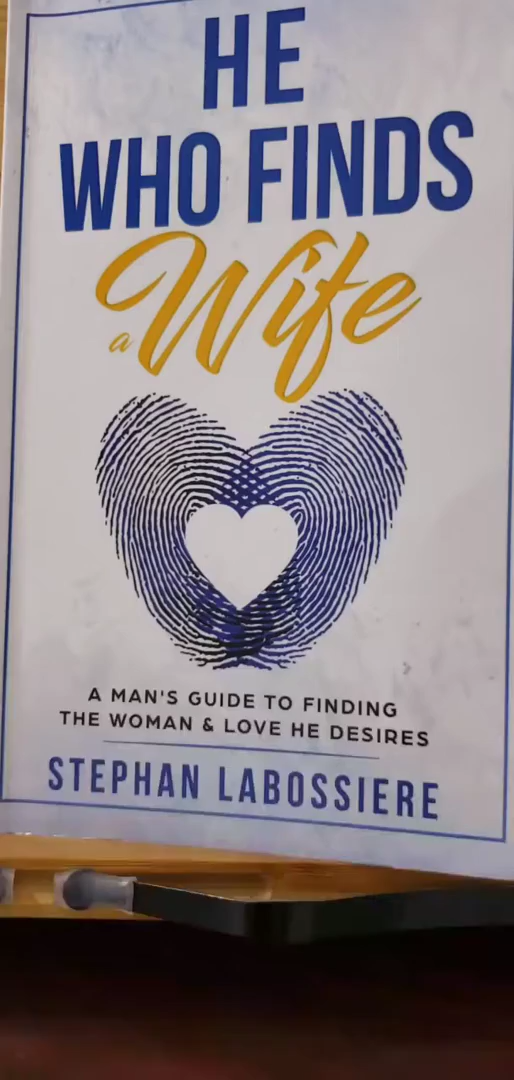 HE
WHO FINDS
a Wife
A MAN'S GUIDE TO FINDING
THE WOMAN & LOVE HE DESIRES
STEPHAN LABOSSIERE